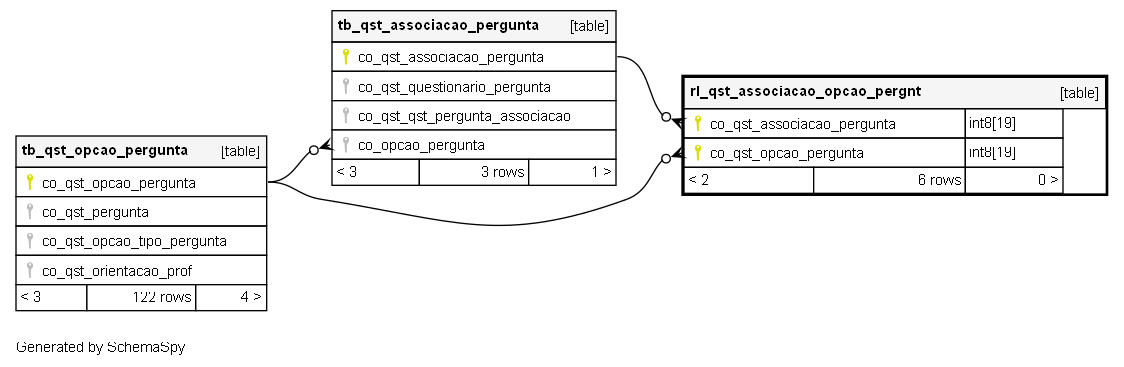 tb_qst_associacao_pergunta [table]
co_qst_associacao_pergunta
co_qst_questionario_pergunta
co_qst_qst_pergunta_associacao
co_opcao_pergunta
< 3 3 rows 1 >
rl_qst_associacao_opcao_pergnt [table]
co_qst_associacao_pergunta int8[19]
co_qst_opcao_pergunta int8[19]
< 2 6 rows 0 >
tb_qst_opcao_pergunta [table]
co_qst_opcao_pergunta
co_qst_pergunta
co_qst_opcao_tipo_pergunta
co_qst_orientacao_prof
< 3 122 rows 4 >
Generated by SchemaSpy